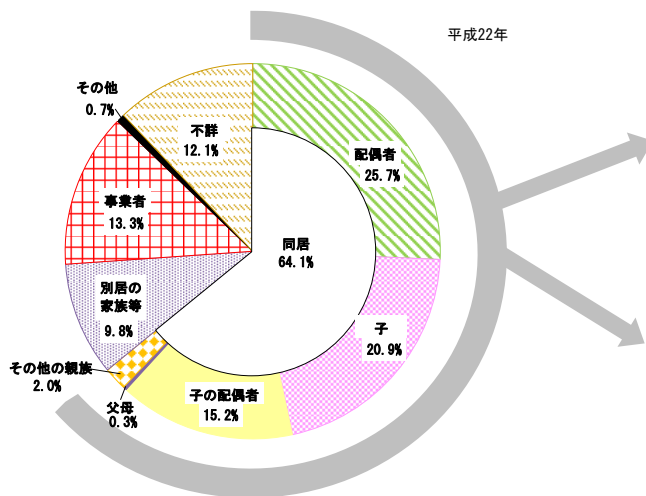 平成22年
その他
0.7%
不詳
12.1%
配偶者
25.7%
事業者
13.3%
同居
64.1%
別居の
家族等
9.8%
子
20.9%
その他の親族
2.0%
父母
0.3%
子の配偶者
15.2%